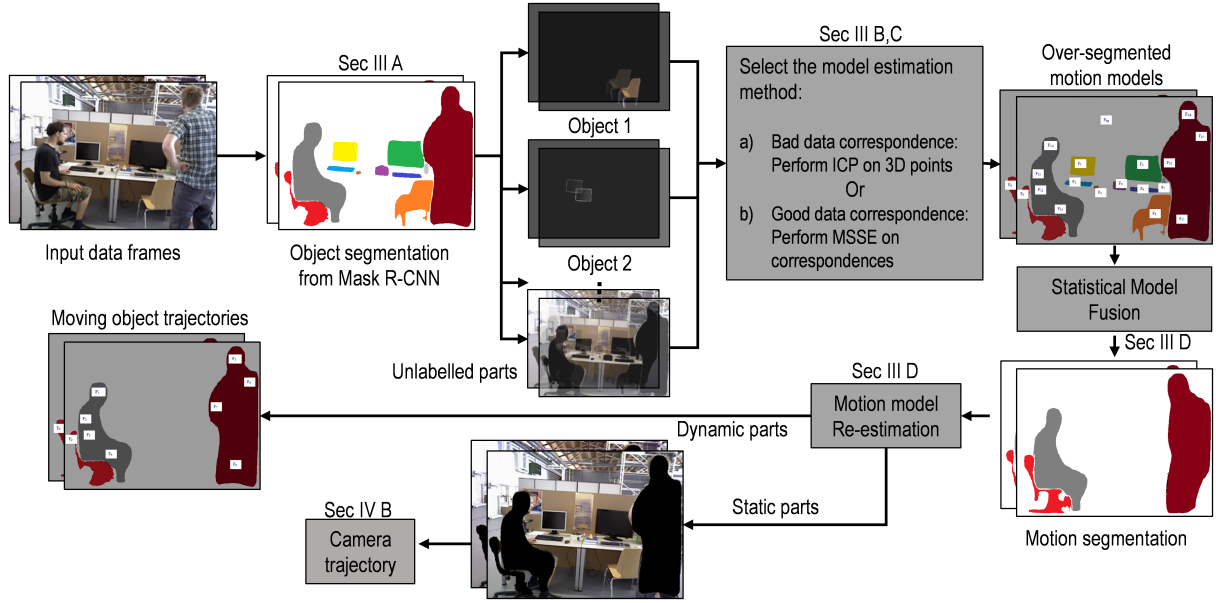 Sec III A
Input data frames
Object segmentation
from Mask R-CNN
Object 1
Object 2
Unlabelled parts
Sec III B,C
Select the model estimation
method:
a) Bad data correspondence:
Perform ICP on 3D points
Or
b) Good data correspondence:
Perform MSSE on
correspondences
Over-segmented
motion models
Statistical Model
Fusion
Sec III D
Motion segmentation
Sec III D
Motion model
Re-estimation
Dynamic parts
Moving object trajectories
Static parts
Sec IV B
Camera
trajectory